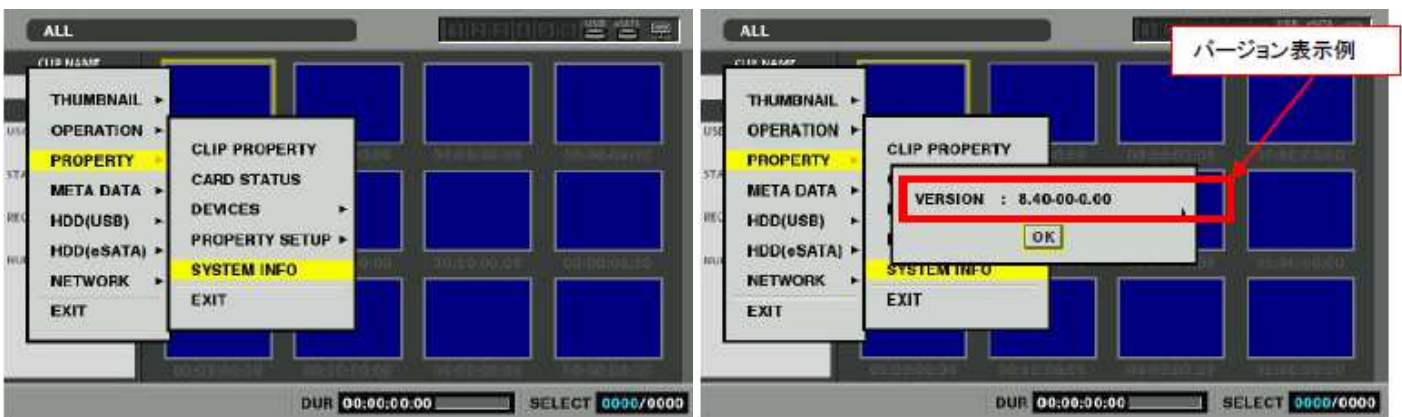 ALL
CLIP NAME
THUMBNAIL
OPERATION
PROPERTY
META DATA
HDD(USB)
HDD(eSATA)
NETWORK
EXIT
CLIP PROPERTY
CARD STATUS
DEVICES
PROPERTY SETUP
SYSTEM INFO
EXIT
DUR 00:00:00:00
SELECT 0000/0000
ALL
バージョン表示例
CLIP NAME
THUMBNAIL
OPERATION
PROPERTY
META DATA
HDD(USB)
HDD(eSATA)
NETWORK
EXIT
CLIP PROPERTY
VERSION : 8.40-00-0.00
OK
SYSTEM INFO
EXIT
DUR 00:00:00:00
SELECT 0000/0000